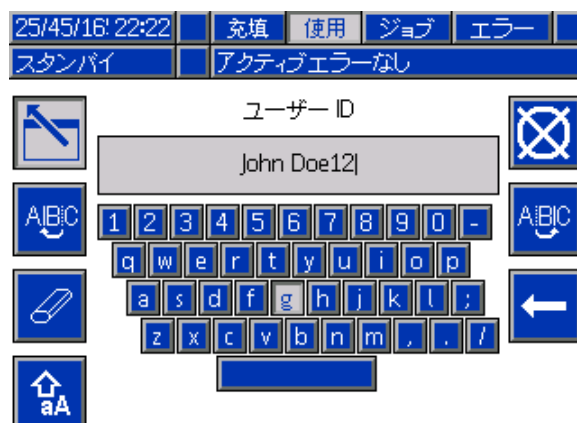 25/45/16! 22:22 充填 使用 ジョブ エラー
スタンバイ アクティブエラーなし
ユーザー ID
John Doe12
A|B|C
A|B|C
1 2 3 4 5 6 7 8 9 0 -
q w e r t y u i o p
a s d f g h j k l ;
z x c v b n m , . /
aA